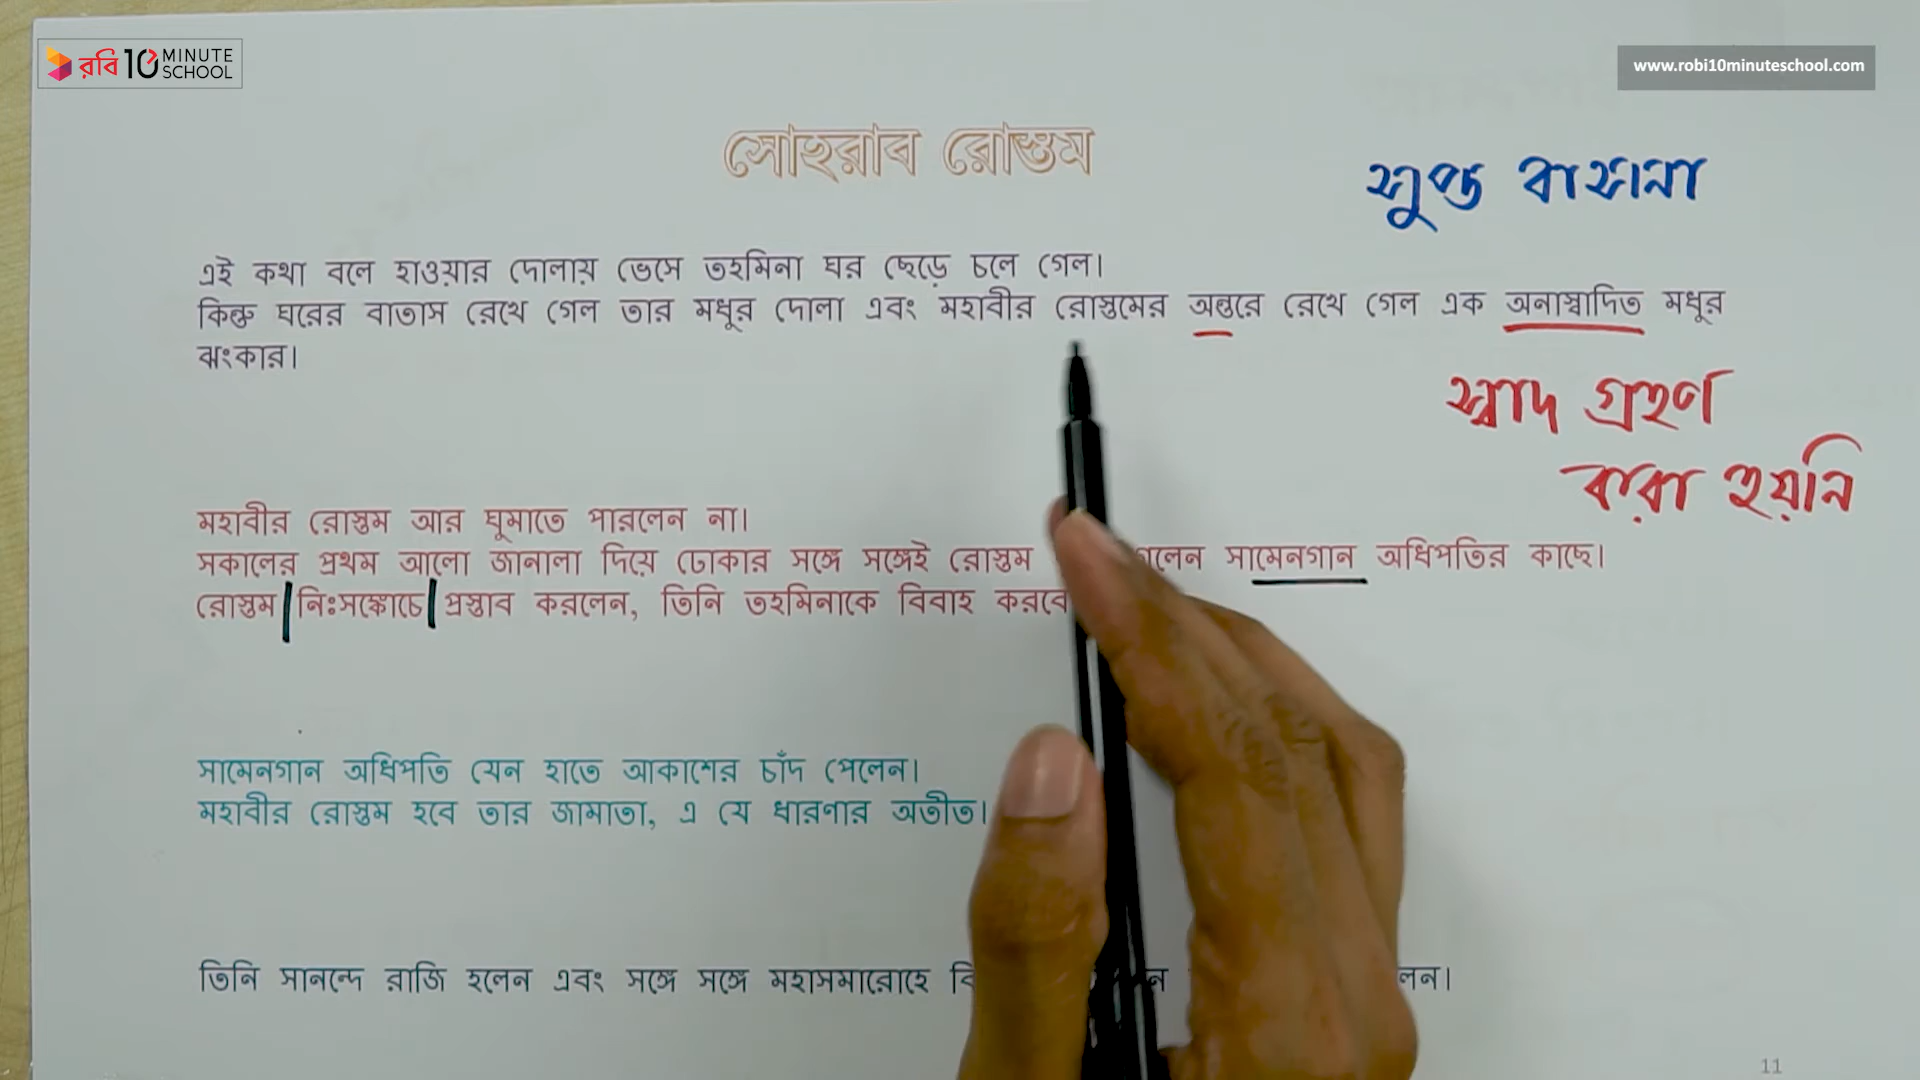 রবি 10 MINUTE SCHOOL
www.robi10minuteschool.com
সোহরাব রোস্তম
সুপ্ত বাসনা
এই কথা বলে হাওয়ার দোলায় ভেসে তহমিনা ঘর ছেড়ে চলে গেল।
কিন্তু ঘরের বাতাস রেখে গেল তার মধুর দোলা এবং মহাবীর রোস্তমের অন্তরে রেখে গেল এক অনাস্বাদিত মধুর
ঝংকার।
স্বাদ গ্রহণ
করা হয়নি
মহাবীর রোস্তম আর ঘুমাতে পারলেন না।
সকালের প্রথম আলো জানালা দিয়ে ঢোকার সঙ্গে সঙ্গেই রোস্তম সামেনগান অধিপতির কাছে।
রোস্তম নিঃসঙ্কোচে প্রস্তাব করলেন, তিনি তহমিনাকে বিবাহ
সামেনগান অধিপতি যেন হাতে আকাশের চাঁদ পেলেন।
মহাবীর রোস্তম হবে তার জামাতা, এ যে ধারণার অতীত।
তিনি সানন্দে রাজি হলেন এবং সঙ্গে সঙ্গে মহাসমারোহে
11